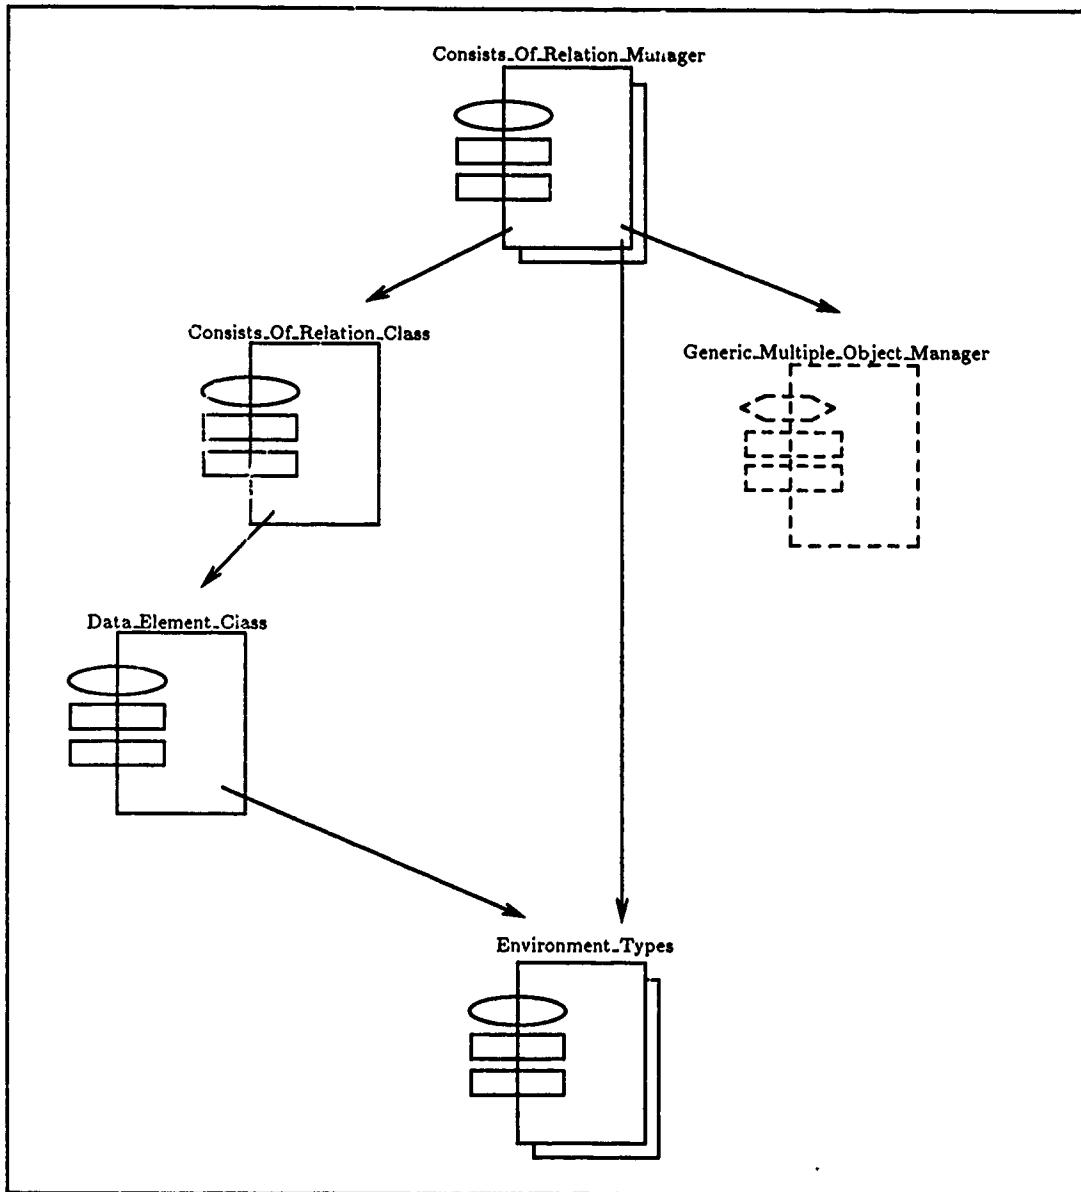 Consists_Of_Relation_Manager
Consists_Of_Relation_Class
Generic_Multiple_Object_Manager
Data_Element_Class
Environment_Types